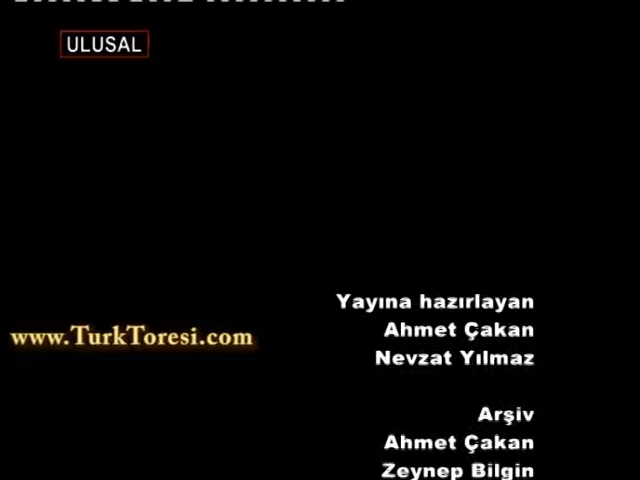 ULUSAL
Yayına hazırlayan
Ahmet Çakan
www.TurkToresi.com
Nevzat Yılmaz
Arşiv
Ahmet Çakan
Zeynep Bilgin